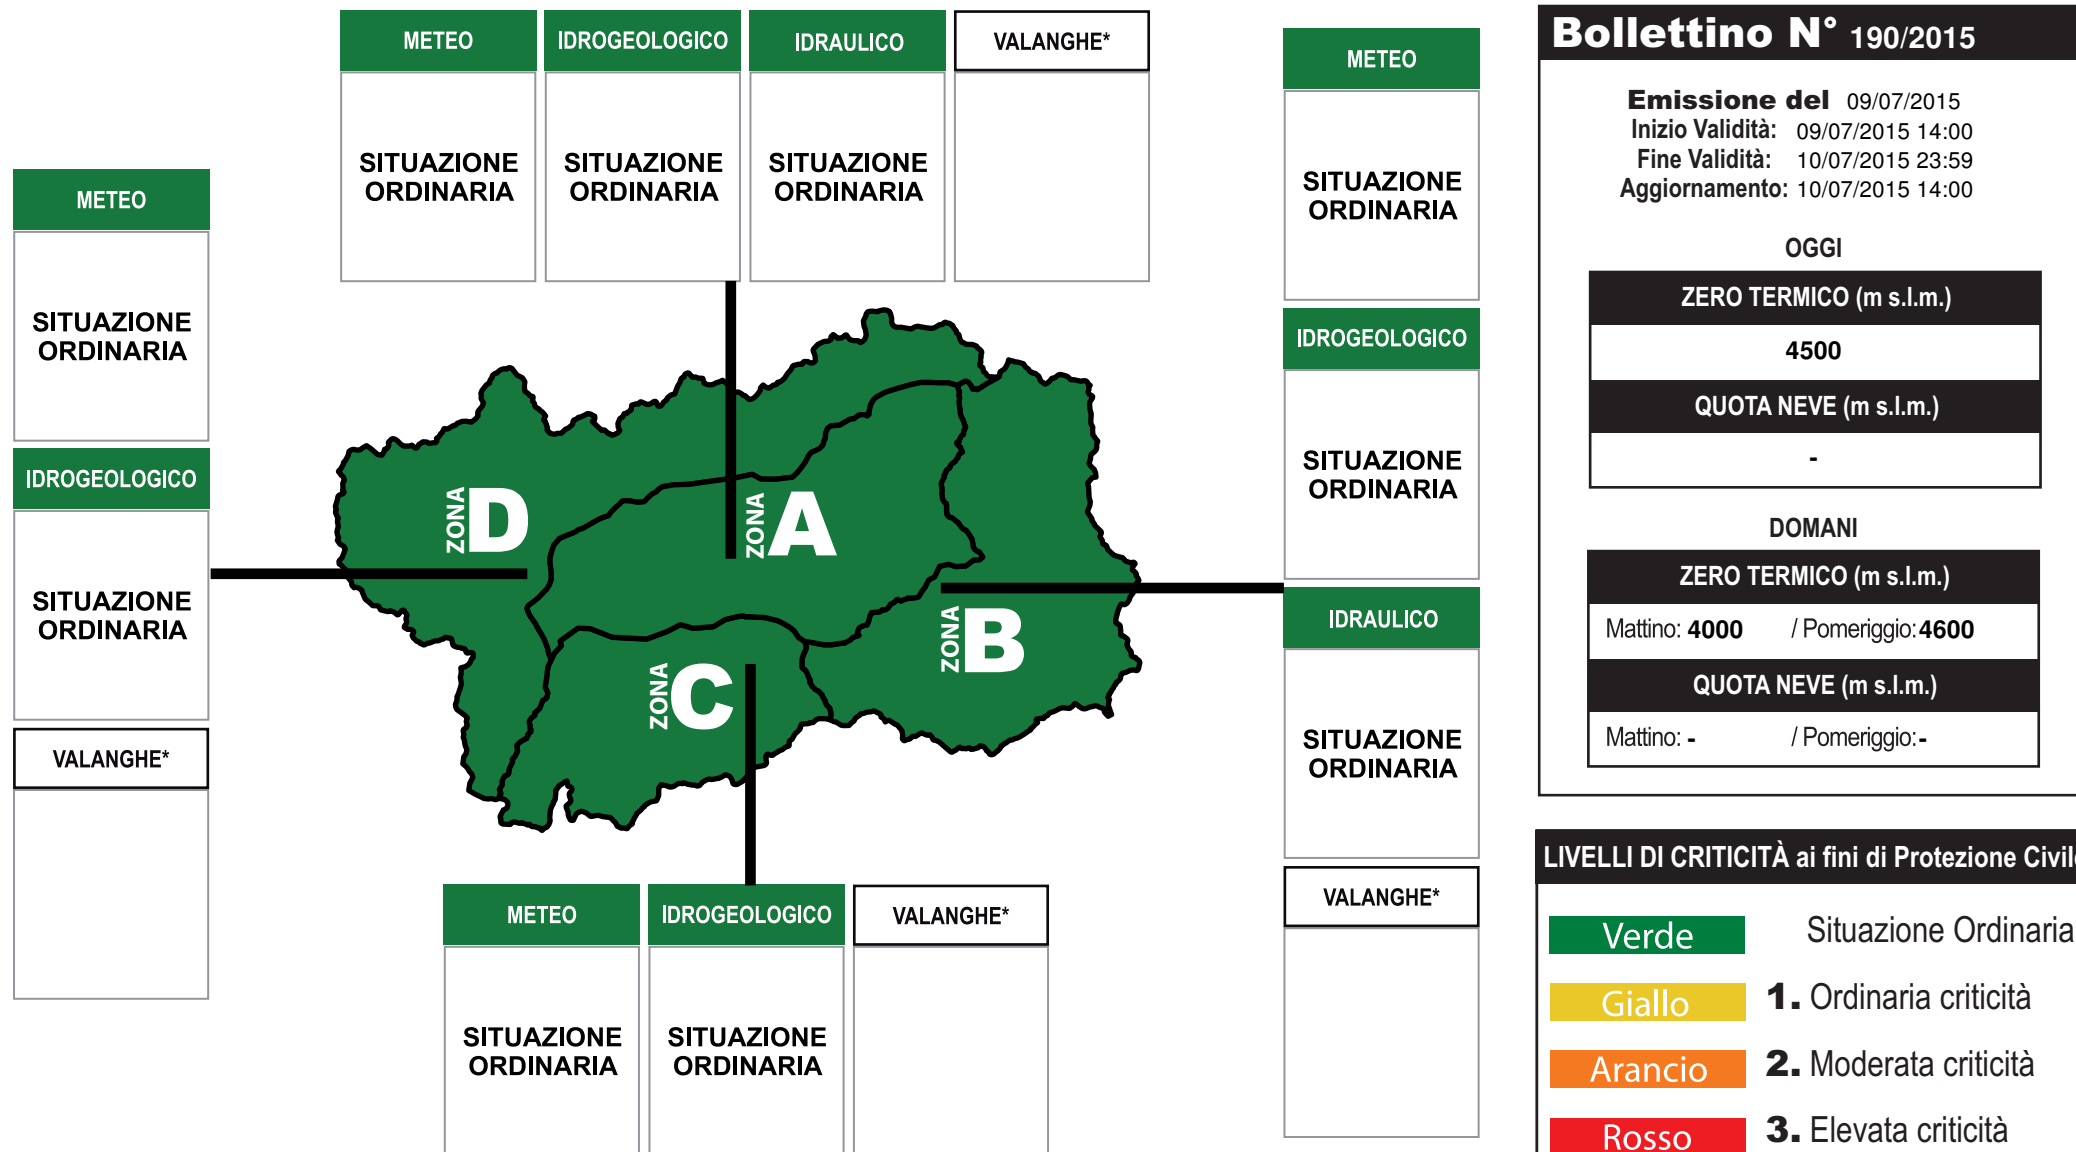 METEO IDROGEOLOGICO IDRAULICO VALANGHE*
SITUAZIONE ORDINARIA
SITUAZIONE ORDINARIA
SITUAZIONE ORDINARIA
METEO
SITUAZIONE
ORDINARIA
IDROGEOLOGICO
SITUAZIONE
ORDINARIA
VALANGHE*
ZONA D
ZONA A
ZONA B
ZONA C
METEO
SITUAZIONE
ORDINARIA
IDROGEOLOGICO
SITUAZIONE
ORDINARIA
IDRAULICO
SITUAZIONE
ORDINARIA
VALANGHE*
METEO IDROGEOLOGICO VALANGHE*
SITUAZIONE ORDINARIA
SITUAZIONE ORDINARIA
Bollettino N° 190/2015
Emissione del 09/07/2015
Inizio Validità: 09/07/2015 14:00
Fine Validità: 10/07/2015 23:59
Aggiornamento: 10/07/2015 14:00
OGGI
ZERO TERMICO (m s.l.m.)
4500
QUOTA NEVE (m s.l.m.)
-
DOMANI
ZERO TERMICO (m s.l.m.)
Mattino: 4000 / Pomeriggio: 4600
QUOTA NEVE (m s.l.m.)
Mattino: - / Pomeriggio: -
LIVELLI DI CRITICITÀ ai fini di Protezione Civile
Verde Situazione Ordinaria
Giallo 1. Ordinaria criticità
Arancio 2. Moderata criticità
Rosso 3. Elevata criticità